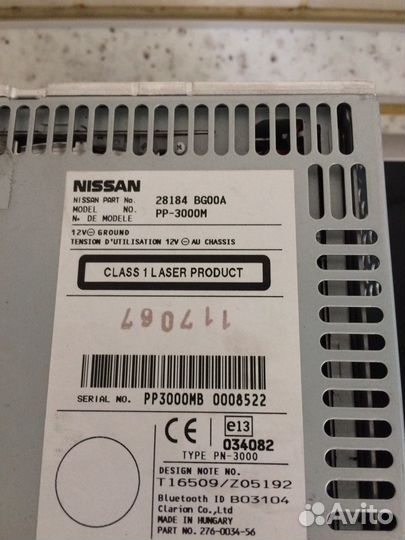 NISSAN
NISSAN PART No. 28184 BG00A
MODEL NO. PP-3000M
No. DE MODELE
12V⊖ GROUND
TENSION D'UTILISATION 12V⊖ AU CHASSIS
CLASS 1 LASER PRODUCT
117067
SERIAL NO. PP3000MB 0008522
CE e13
034082
TYPE PN-3000
DESIGN NOTE NO.
T16509/Z05192
Bluetooth ID B03104
Clarion Co., Ltd
MADE IN HUNGARY
PART NO. 276-0034-56
Avito